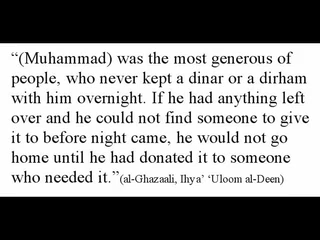 “(Muhammad) was the most generous of
people, who never kept a dinar or a dirham
with him overnight. If he had anything left
over and he could not find someone to give
it to before night came, he would not go
home until he had donated it to someone
who needed it.”(al-Ghazaali, Ihya’ ‘Uloom al-Deen)